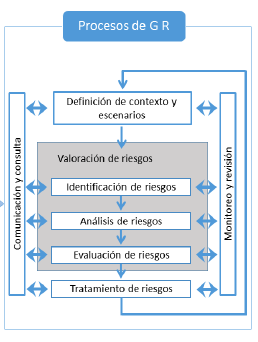 Procesos de G R
Definición de contexto y
escenarios
Valoración de riesgos
Identificación de riesgos
Análisis de riesgos
Evaluación de riesgos
Tratamiento de riesgos
Comunicación y consulta
Monitoreo y revisión